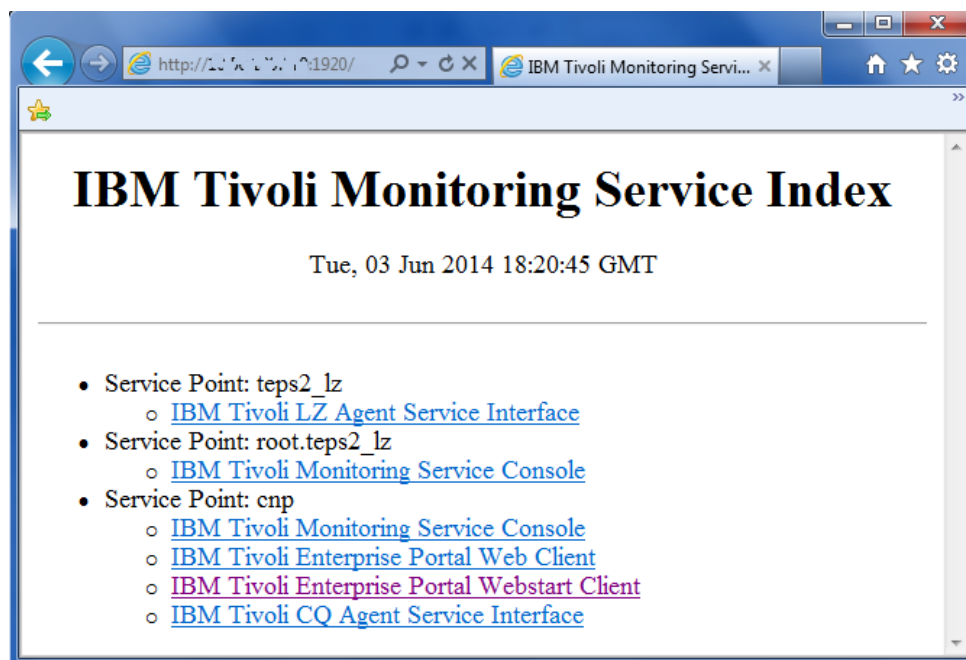 http://
:1920/
IBM Tivoli Monitoring Servi...
IBM Tivoli Monitoring Service Index
Tue, 03 Jun 2014 18:20:45 GMT
Service Point: teps2_lz
IBM Tivoli LZ Agent Service Interface
Service Point: root.teps2_lz
IBM Tivoli Monitoring Service Console
Service Point: cnp
IBM Tivoli Monitoring Service Console
IBM Tivoli Enterprise Portal Web Client
IBM Tivoli Enterprise Portal Webstart Client
IBM Tivoli CQ Agent Service Interface